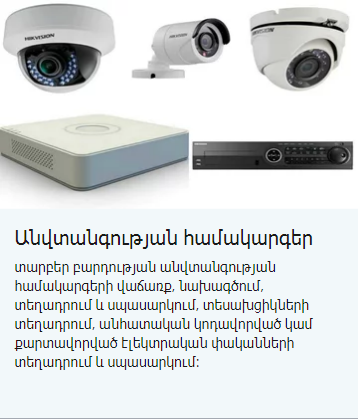 HIKVISION
HIKVISION
HIKVISION
Անվտանգության համակարգեր
տարբեր բարդության անվտանգության
համակարգերի վաճառք, նախագծում,
տեղադրում և սպասարկում, տեսախցիկների
տեղադրում, անհատական կոդավորված կամ
քարտավորված էլեկտրական փականների
տեղադրում և սպասարկում: